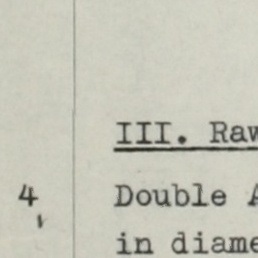 III. Raw
4 Double A
in diame